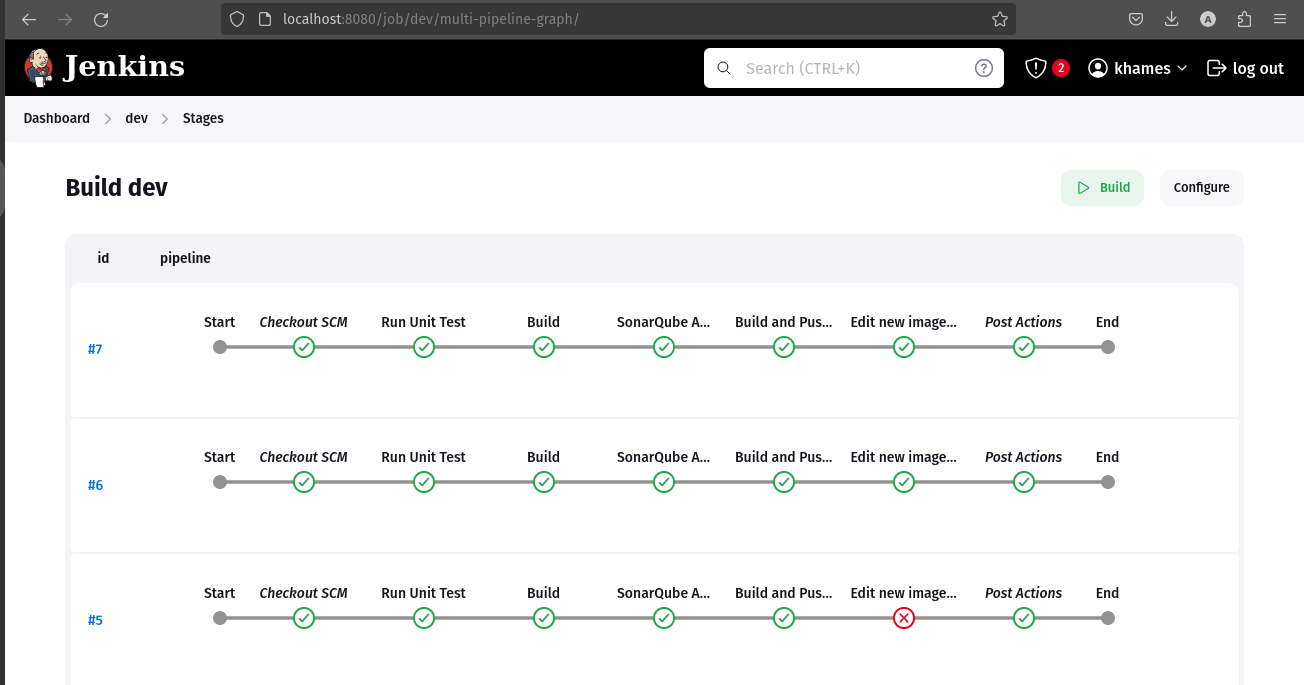 localhost:8080/job/dev/multi-pipeline-graph/
A
Jenkins
Search (CTRL+K)
?
2
khames
log out
Dashboard
dev
Stages
Build dev
Build
Configure
id
pipeline
Start
Checkout SCM
Run Unit Test
Build
SonarQube A...
Build and Pus...
Edit new image...
Post Actions
End
#7
Start
Checkout SCM
Run Unit Test
Build
SonarQube A...
Build and Pus...
Edit new image...
Post Actions
End
#6
Start
Checkout SCM
Run Unit Test
Build
SonarQube A...
Build and Pus...
Edit new image...
Post Actions
End
#5